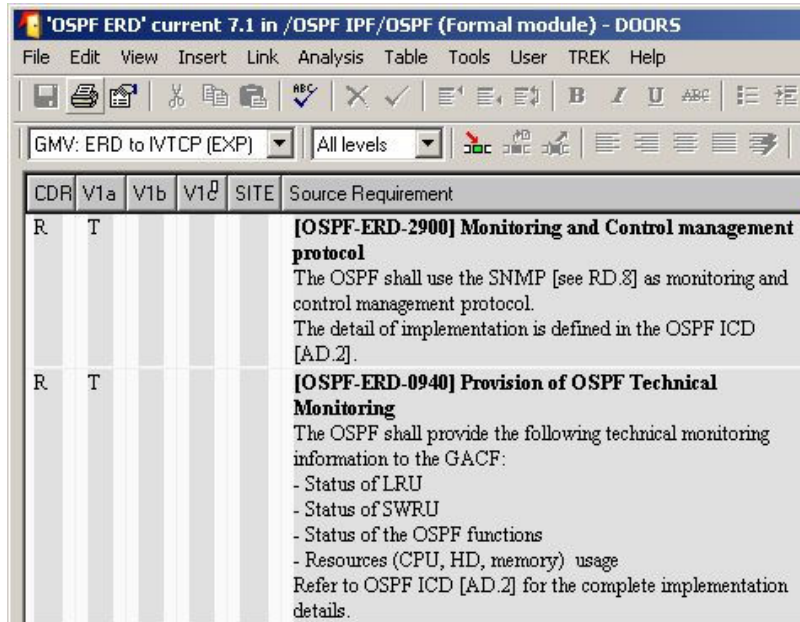 'OSPF ERD' current 7.1 in /OSPF IPF/OSPF (Formal module) - DOORS
File Edit View Insert Link Analysis Table Tools User TREK Help
ABC B I U ABC
GMV: ERD to IVTCP (EXP) All levels
CDR V1a V1b SITE Source Requirement
R T [OSPF-ERD-2900] Monitoring and Control management
protocol
The OSPF shall use the SNMP [see RD.8] as monitoring and
control management protocol.
The detail of implementation is defined in the OSPF ICD
[AD.2].
R T [OSPF-ERD-0940] Provision of OSPF Technical
Monitoring
The OSPF shall provide the following technical monitoring
information to the GACF:
- Status of LRU
- Status of SWRU
- Status of the OSPF functions
- Resources (CPU, HD, memory) usage
Refer to OSPF ICD [AD.2] for the complete implementation
details.